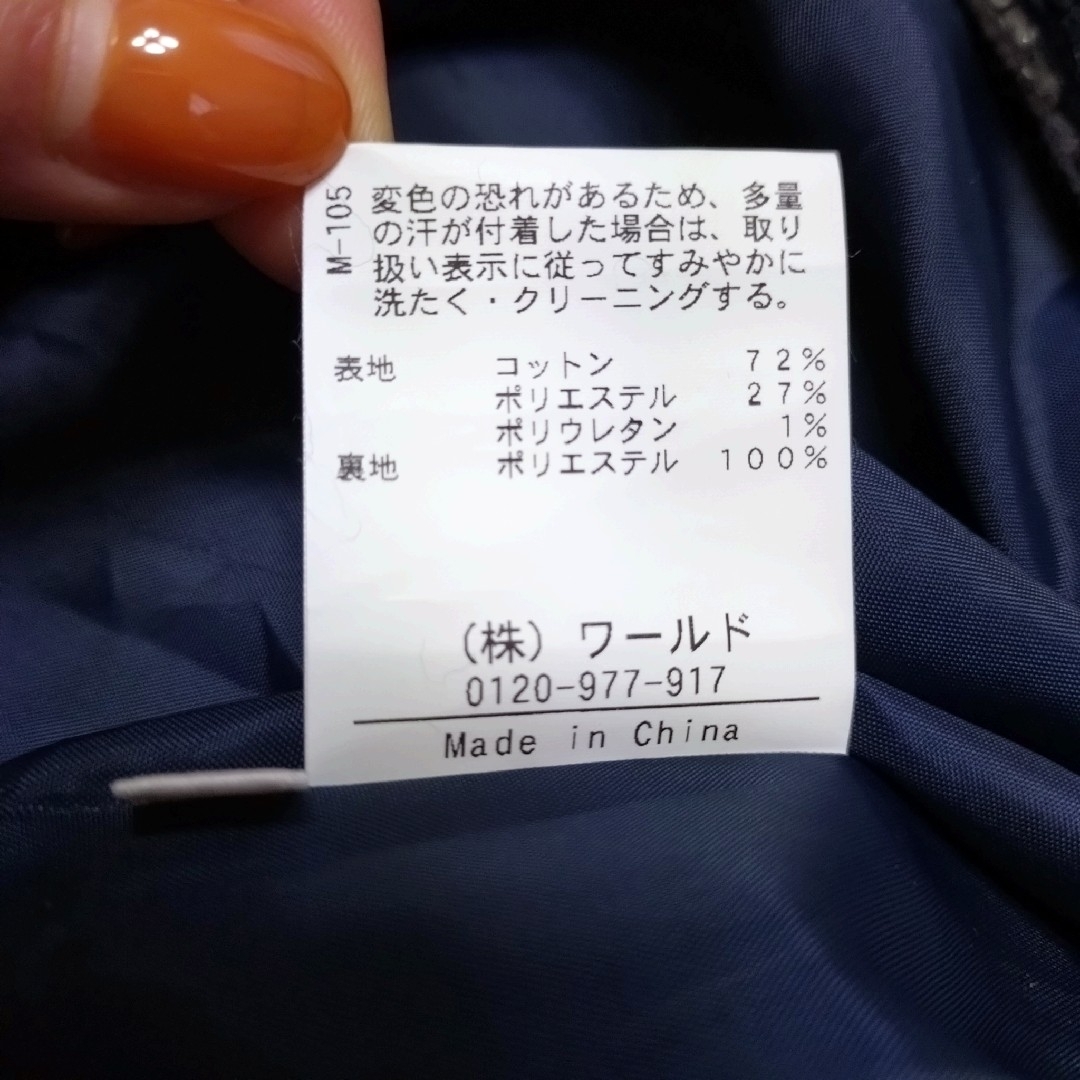 M-105
変色の恐れがあるため、多量
の汗が付着した場合は、取り
扱い表示に従ってすみやかに
洗たく・クリーニングする。
表地 コットン 72%
ポリエステル 27%
ポリウレタン 1%
裏地 ポリエステル 100%
(株) ワールド
0120-977-917
Made in China